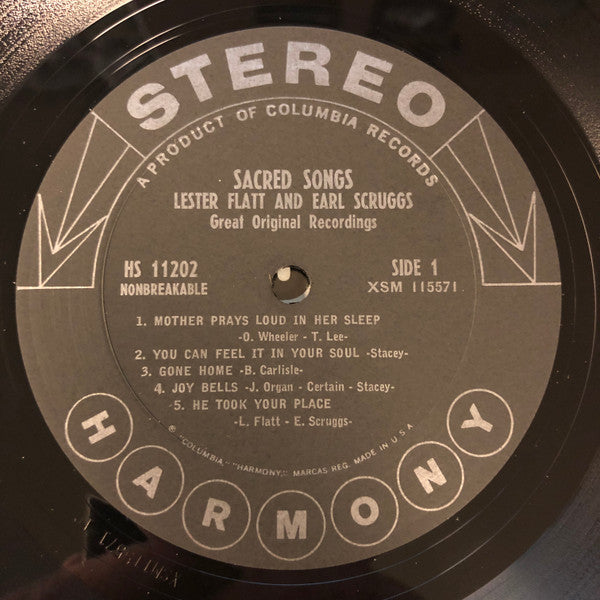 STEREO
A PRODUCT OF COLUMBIA RECORDS
SACRED SONGS
LESTER FLATT AND EARL SCRUGGS
Great Original Recordings
HS 11202
SIDE 1
NONBREAKABLE
XSM 115571
1. MOTHER PRAYS LOUD IN HER SLEEP
-O. Wheeler - T. Lee-
2. YOU CAN FEEL IT IN YOUR SOUL -Stacey-
3. GONE HOME -B. Carlisle-
4. JOY BELLS -J. Organ - Certain - Stacey-
5. HE TOOK YOUR PLACE
-L. Flatt - E. Scruggs-
® "COLUMBIA," "HARMONY," MARCAS REG. MADE IN U.S.A
HARMONY